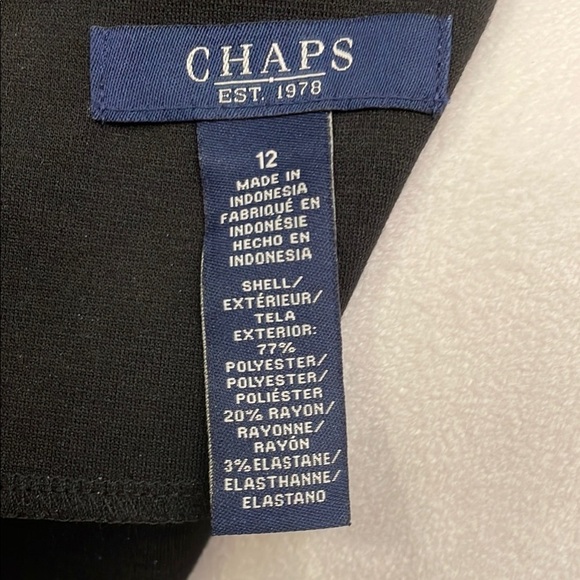 CHAPS
EST. 1978
12
MADE IN
INDONESIA
FABRIQUÉ EN
INDONÉSIE
HECHO EN
INDONESIA
SHELL/
EXTÉRIEUR/
TELA
EXTERIOR:
77%
POLYESTER/
POLYESTER/
POLIÉSTER
20% RAYON/
RAYONNE/
RAYÓN
3% ELASTANE/
ÉLASTHANNE/
ELASTANO